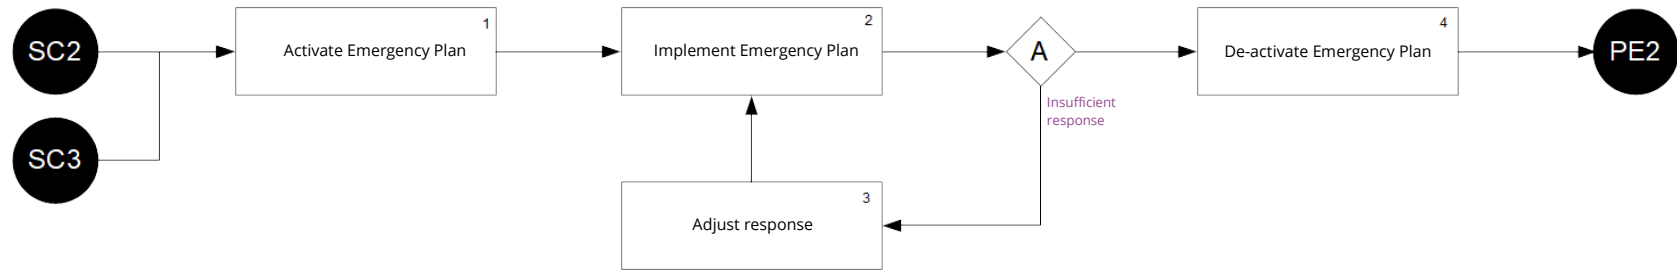 SC2
1
Activate Emergency Plan
2
Implement Emergency Plan
A
4
De-activate Emergency Plan
PE2
Insufficient
response
SC3
3
Adjust response